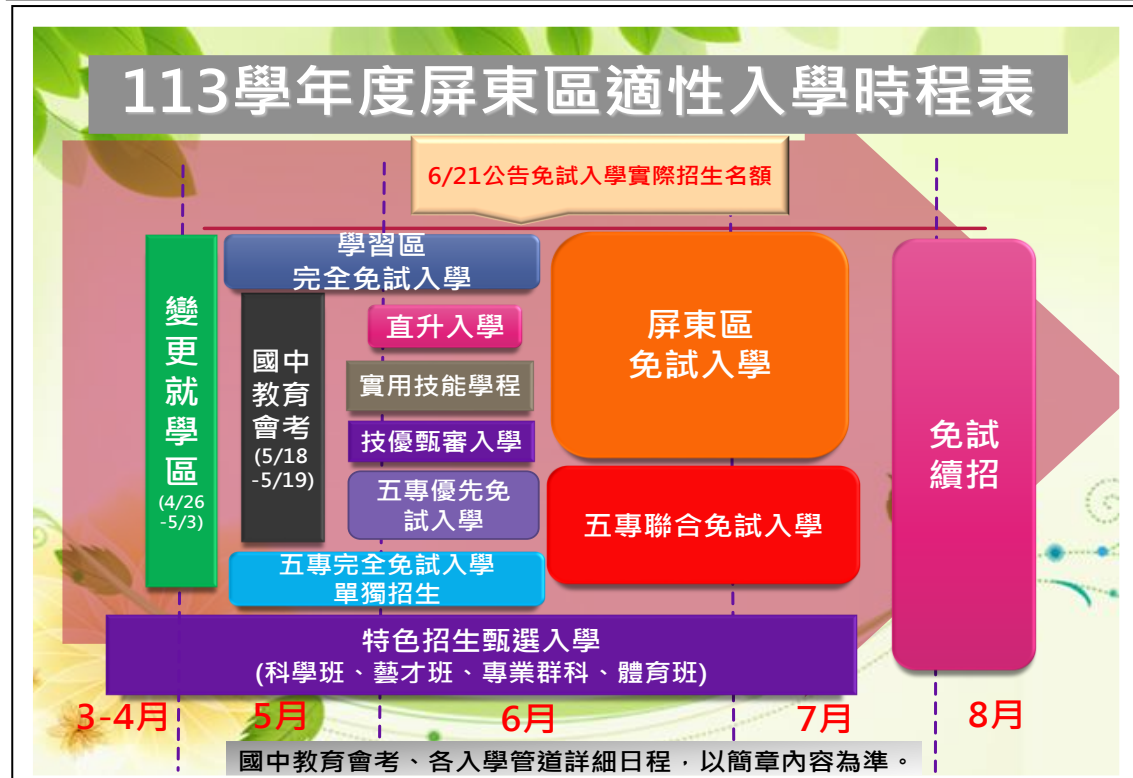 113學年度屏東區適性入學時程表
6/21公告免試入學實際招生名額
變
更
就
學
區
(4/26
-5/3)
學習區
完全免試入學
國中
教育
會考
(5/18
-5/19)
直升入學
實用技能學程
技優甄審入學
五專優先免
試入學
五專完全免試入學
單獨招生
屏東區
免試入學
五專聯合免試入學
免試
續招
特色招生甄選入學
(科學班、藝才班、專業群科、體育班)
3-4月
5月
6月
7月
8月
國中教育會考、各入學管道詳細日程，以簡章內容為準。